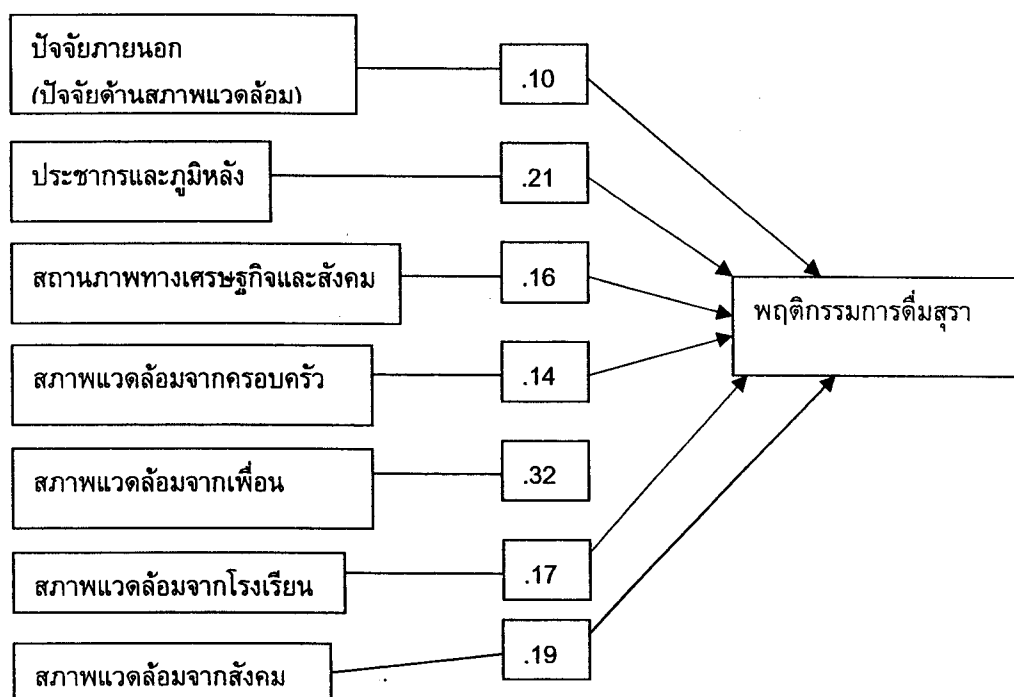 ปัจจัยภายนอก
(ปัจจัยด้านสภาพแวดล้อม)
.10
ประชากรและภูมิหลัง
.21
สถานภาพทางเศรษฐกิจและสังคม
.16
พฤติกรรมการดื่มสุรา
สภาพแวดล้อมจากครอบครัว
.14
สภาพแวดล้อมจากเพื่อน
.32
สภาพแวดล้อมจากโรงเรียน
.17
สภาพแวดล้อมจากสังคม
.19